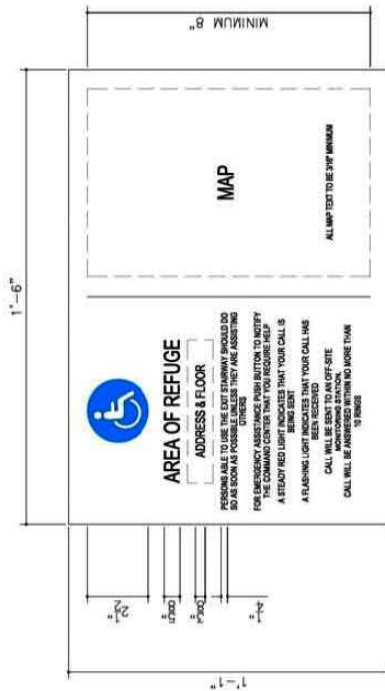 1'-6"
MINIMUM 8"
AREA OF REFUGE
ADDRESS & FLOOR
PERSONS ABLE TO USE THE EXIT STAIRWAY SHOULD DO
SO AS SOON AS POSSIBLE UNLESS THEY ARE ASSISTING
OTHERS
FOR EMERGENCY ASSISTANCE PUSH BUTTON TO NOTIFY
THE COMMAND CENTER THAT YOU REQUIRE HELP
A STEADY RED LIGHT INDICATES THAT YOUR CALL IS
BEING SENT
A FLASHING LIGHT INDICATES THAT YOUR CALL HAS
BEEN RECEIVED
CALL WILL BE SENT TO AN OFF-SITE
MONITORING STATION.
CALL WILL BE ANSWERED WITHIN NO MORE THAN
10 RINGS
MAP
ALL MAP TEXT TO BE 3/16" MINIMUM
1'-1"